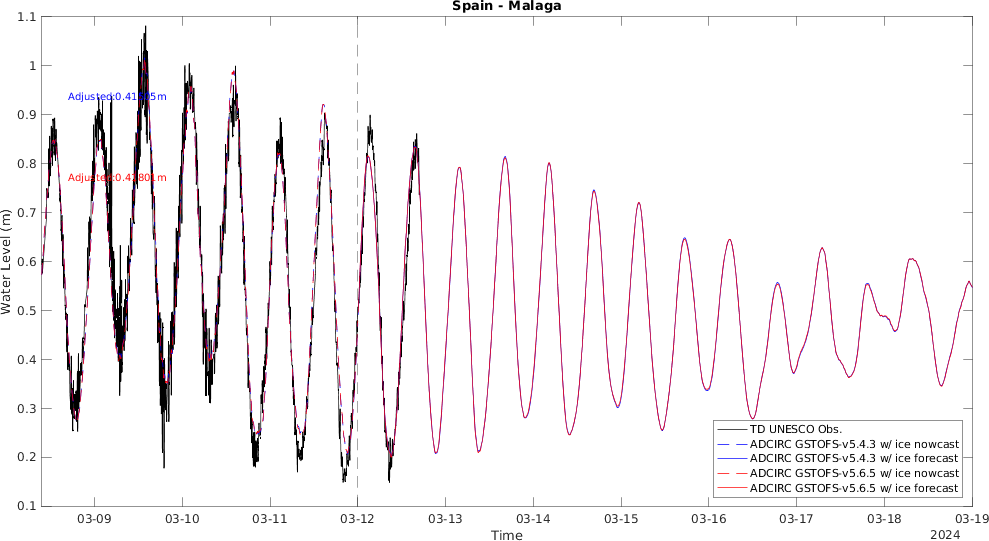 Spain - Malaga
1.1
1
0.9
0.8
0.7
0.6
0.5
0.4
0.3
0.2
0.1
Water Level (m)
Adjusted:0.41
5m
Adjusted:0.42801m
TD UNESCO Obs.
ADCIRC GSTOFS-v5.4.3 w/ ice nowcast
ADCIRC GSTOFS-v5.4.3 w/ ice forecast
ADCIRC GSTOFS-v5.6.5 w/ ice nowcast
ADCIRC GSTOFS-v5.6.5 w/ ice forecast
03-09 03-10 03-11 03-12 03-13 03-14 03-15 03-16 03-17 03-18 03-19
Time
2024